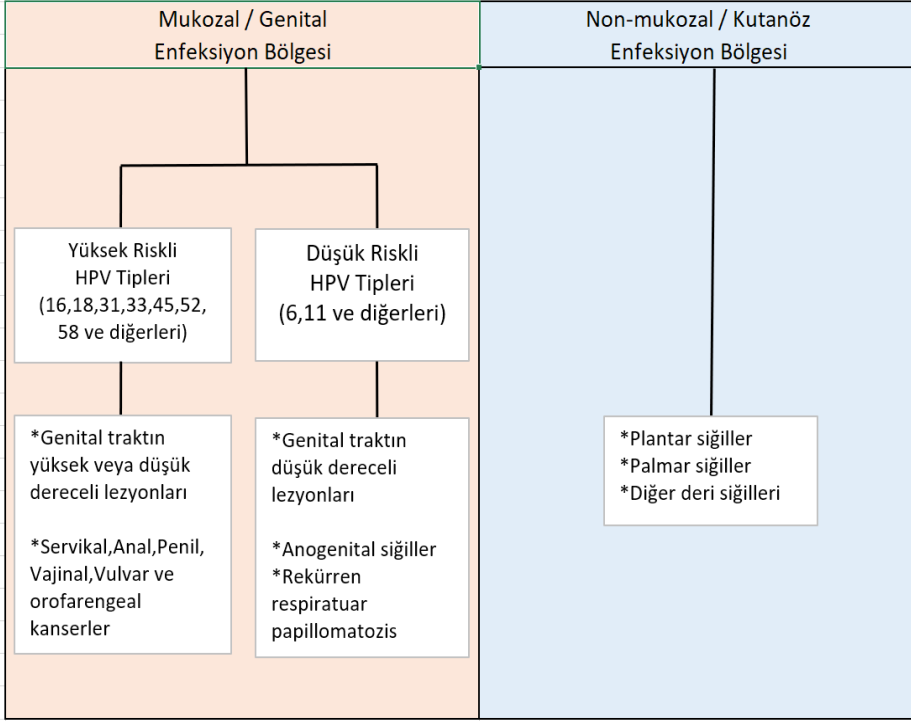 Mukozal / Genital
Enfeksiyon Bölgesi
Non-mukozal / Kutanöz
Enfeksiyon Bölgesi
Yüksek Riskli
HPV Tipleri
(16,18,31,33,45,52,
58 ve diğerleri)
Düşük Riskli
HPV Tipleri
(6,11 ve diğerleri)
*Genital traktın
yüksek veya düşük
dereceli lezyonları
*Servikal,Anal,Penil,
Vajinal,Vulvar ve
orofarengeal
kanserler
*Genital traktın
düşük dereceli
lezyonları
*Anogenital siğiller
*Rekürren
respiratuar
papillomatozis
*Plantar siğiller
*Palmar siğiller
*Diğer deri siğilleri